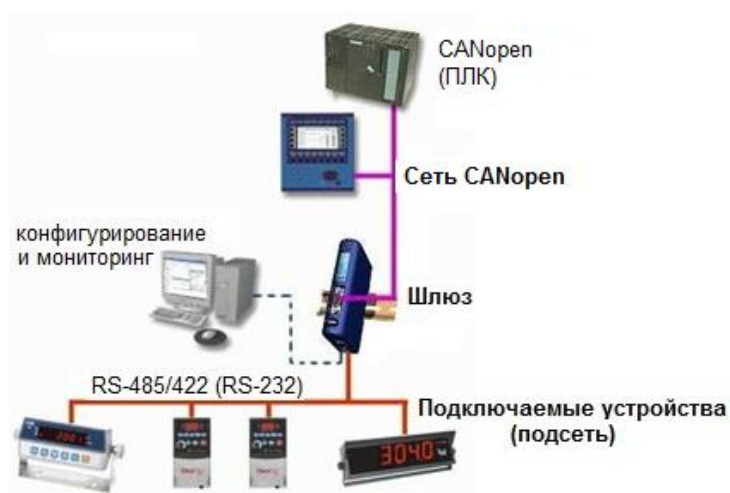 CANopen
(ПЛК)
Сеть CANopen
конфигурирование
и мониторинг
Шлюз
RS-485/422 (RS-232)
Подключаемые устройства
(подсеть)
3040